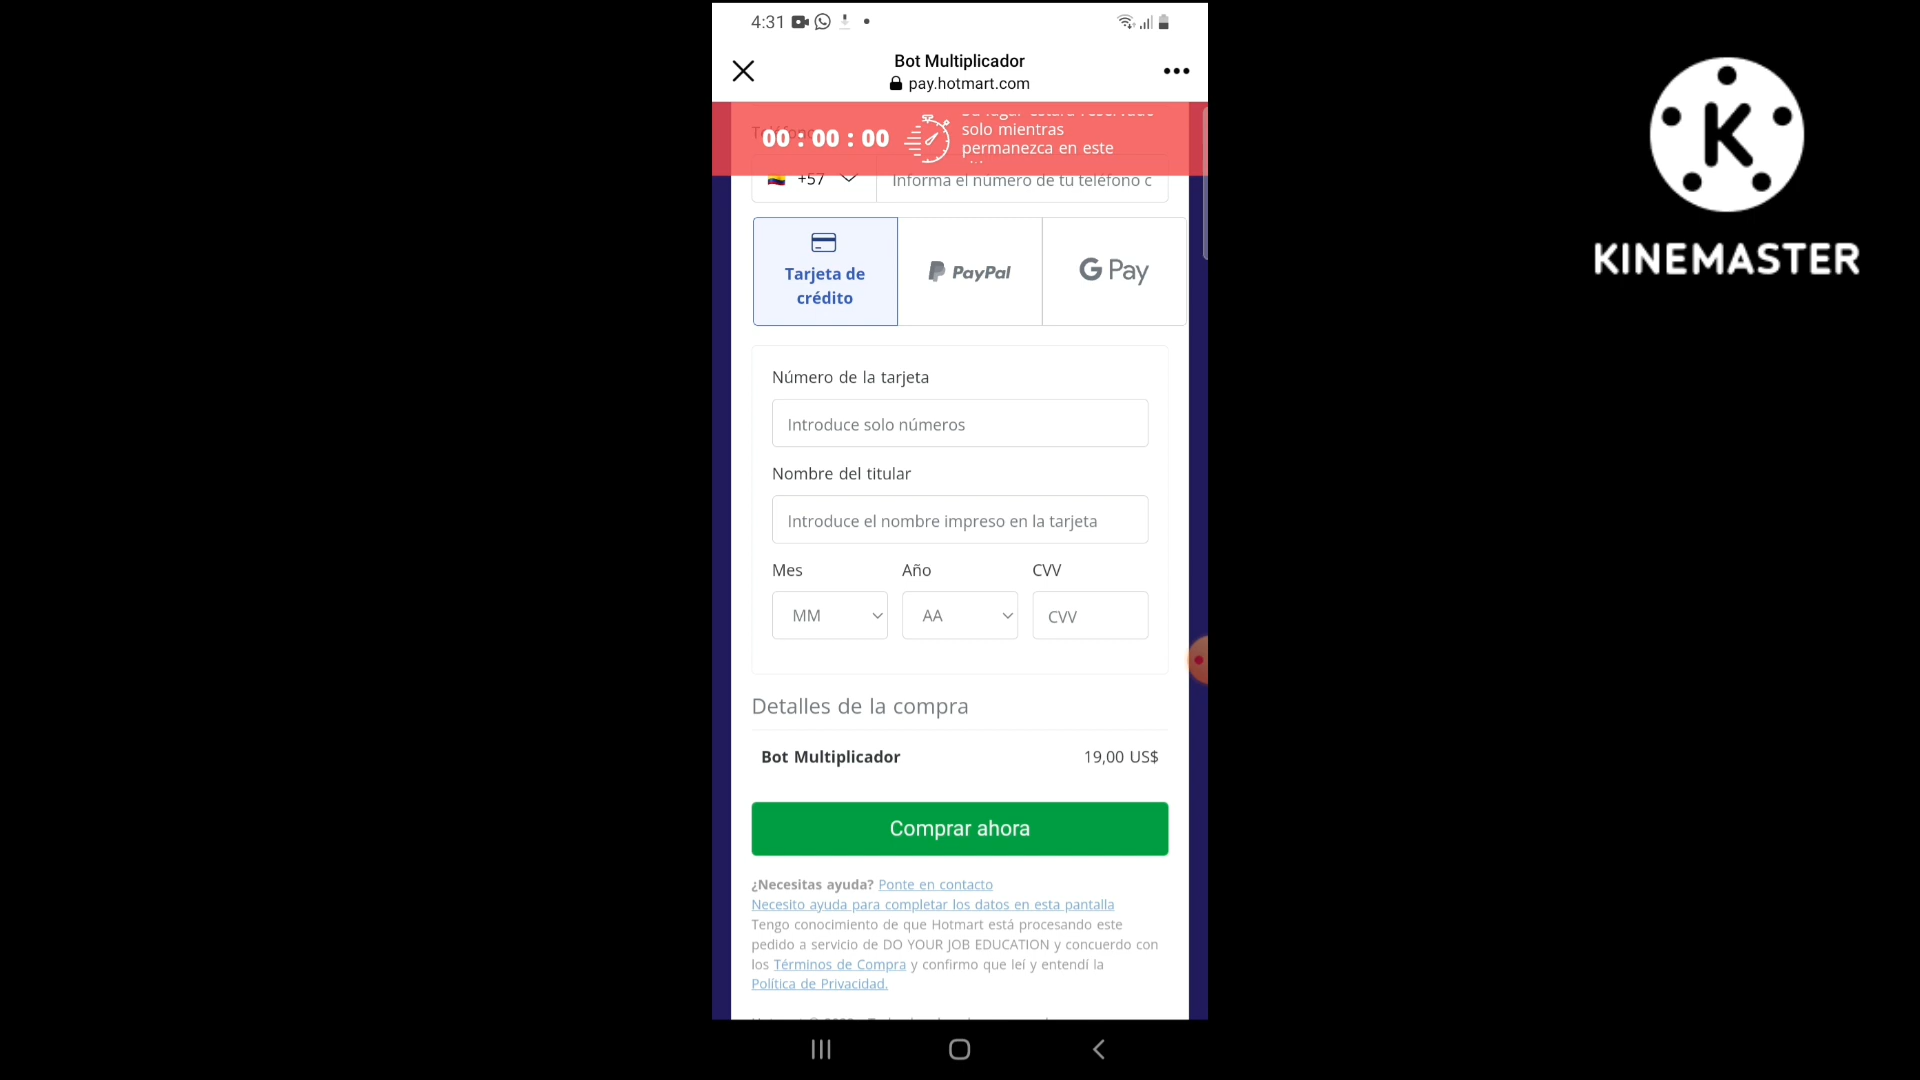 4:31
Bot Multiplicador
pay.hotmart.com
00 : 00 : 00
solo mientras
permanezca en este
+57
Informa el número de tu teléfono c
Tarjeta de
crédito
PayPal
G Pay
Número de la tarjeta
Introduce solo números
Nombre del titular
Introduce el nombre impreso en la tarjeta
Mes
Año
CVV
MM
AA
CVV
Detalles de la compra
Bot Multiplicador
19,00 US$
Comprar ahora
¿Necesitas ayuda? Ponte en contacto
Necesito ayuda para completar los datos en esta pantalla
Tengo conocimiento de que Hotmart está procesando este
pedido a servicio de DO YOUR JOB EDUCATION y concuerdo con
los Términos de Compra y confirmo que leí y entendí la
Política de Privacidad.
K
KINEMASTER